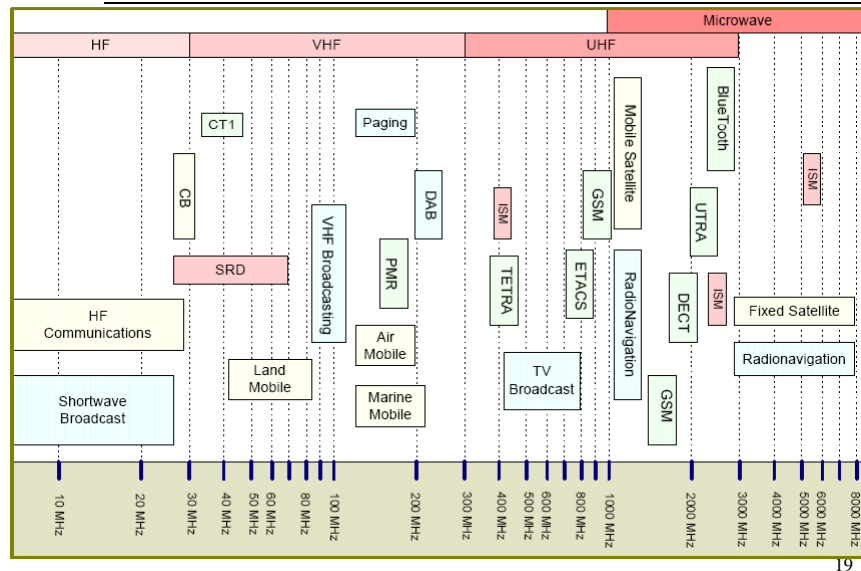 Microwave
HF
VHF
UHF
CT1
Paging
Mobile Satellite
BlueTooth
CB
DAB
ISM
GSM
UTRA
ISM
VHF Broadcasting
SRD
PMR
TETRA
ETACS
RadioNavigation
DECT
ISM
HF
Communications
Air
Mobile
Fixed Satellite
Land
Mobile
TV
Broadcast
Radionavigation
Shortwave
Broadcast
Marine
Mobile
GSM
10 MHz
20 MHz
30 MHz
40 MHz
50 MHz
60 MHz
80 MHz
100 MHz
200 MHz
300 MHz
400 MHz
500 MHz
600 MHz
800 MHz
1000 MHz
2000 MHz
3000 MHz
4000 MHz
5000 MHz
6000 MHz
8000 MHz
19